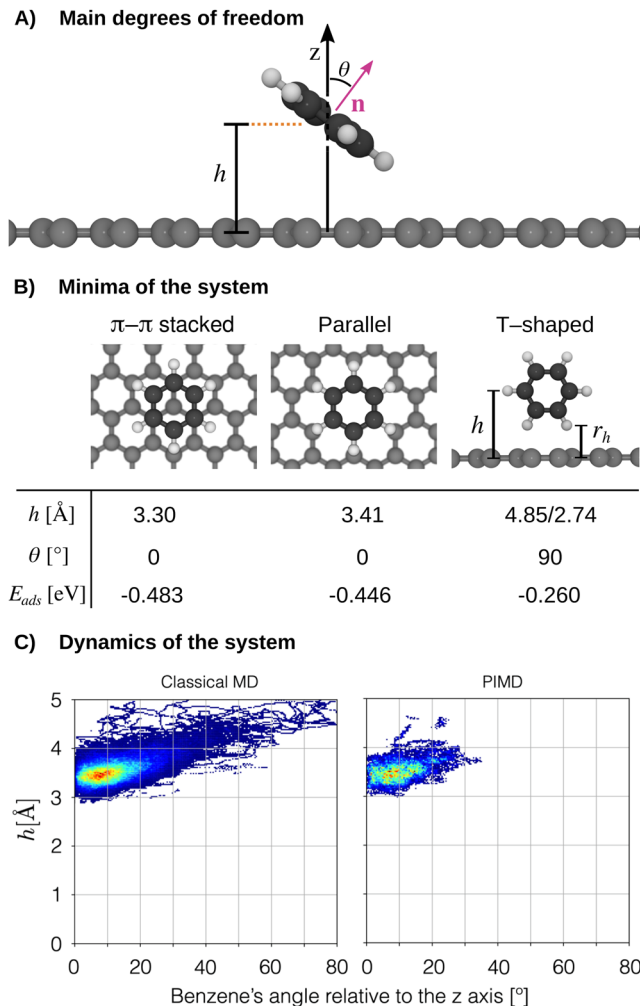 A) Main degrees of freedom
z
θ
n
h
B) Minima of the system
π–π stacked Parallel T–shaped
h
r_h
h [Å] 3.30 3.41 4.85/2.74
θ [°] 0 0 90
E_ads [eV] -0.483 -0.446 -0.260
C) Dynamics of the system
Classical MD PIMD
5
4
3
2
1
0
h[Å]
0 20 40 60 80 0 20 40 60 80
Benzene's angle relative to the z axis [°]